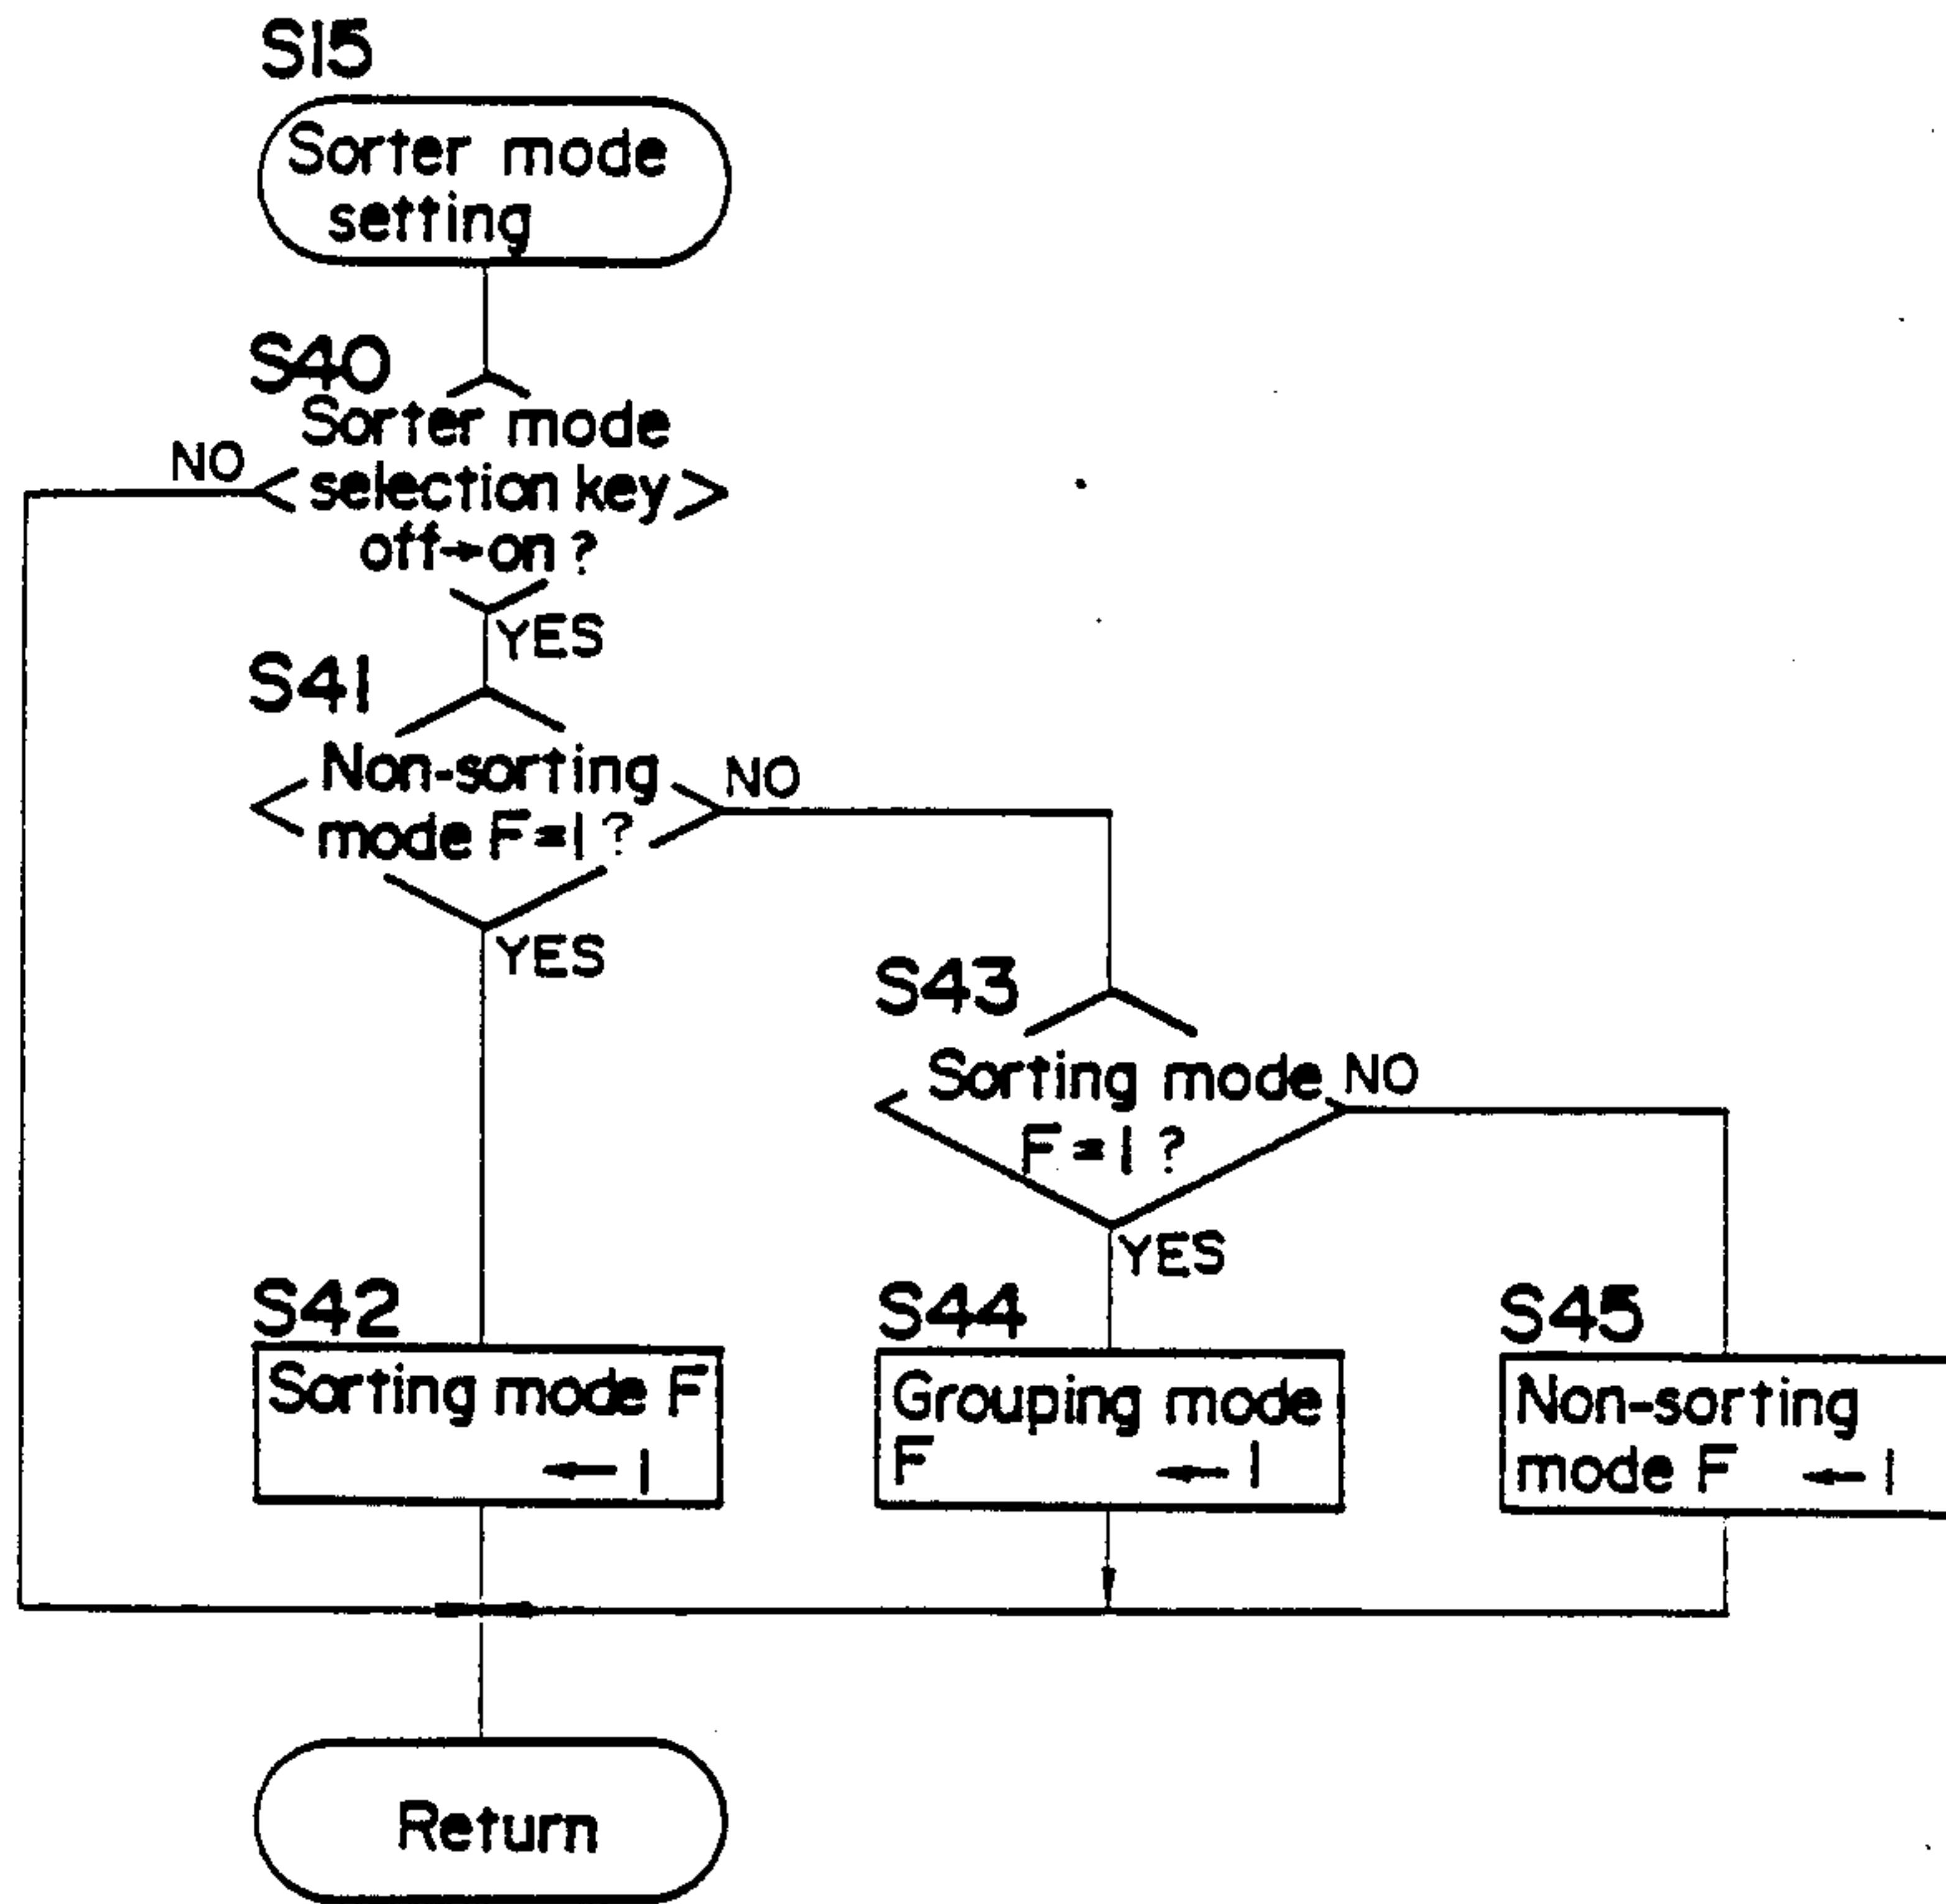 S15
Sorter mode
setting
S40
Sorter mode
NO
selection key
off→on?
YES
S41
Non-sorting
NO
mode F=1?
YES
S43
Sorting mode
NO
F=1?
YES
S42
Sorting mode F
←1
S44
Grouping mode
F ←1
S45
Non-sorting
mode F ←1
Return